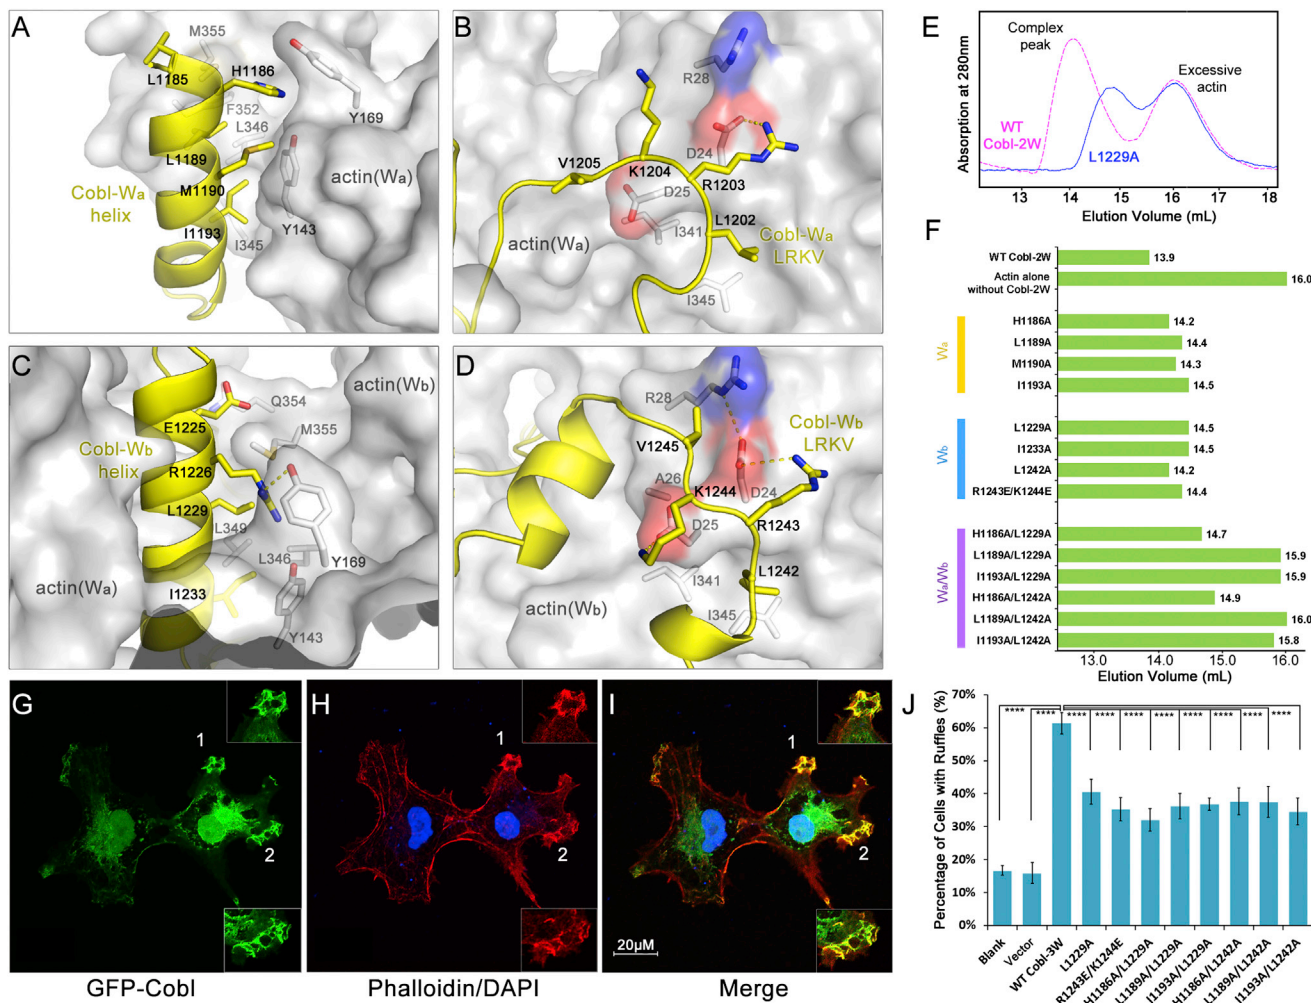 A
M355
L1185
H1186
F352
Y169
L346
L1189
Cobl-Wa
helix
M1190
actin(Wa)
I1193
I345
Y143
B
R28
V1205
D24
K1204
D25
R1203
L1202
actin(Wa)
I341
Cobl-Wa
LRKV
I345
C
actin(Wb)
Q354
E1225
Cobl-Wb
helix
M355
R1226
L1229
L349
L346
Y169
actin(Wa)
I1233
Y143
D
R28
Cobl-Wb
LRKV
V1245
A26
K1244
D24
D25
R1243
I341
L1242
actin(Wb)
I345
E
Absorption at 280nm
Complex
peak
Excessive
actin
WT
Cobl-2W
L1229A
13 14 15 16 17 18
Elution Volume (mL)
F
WT Cobl-2W 13.9
Actin alone
without Cobl-2W 16.0
Wa
H1186A 14.2
L1189A 14.4
M1190A 14.3
I1193A 14.5
Wb
L1229A 14.5
I1233A 14.5
L1242A 14.2
R1243E/K1244E 14.4
Wa/Wb
H1186A/L1229A 14.7
L1189A/L1229A 15.9
I1193A/L1229A 15.9
H1186A/L1242A 14.9
L1189A/L1242A 16.0
I1193A/L1242A 15.8
13.0 14.0 15.0 16.0
Elution Volume (mL)
G
1
2
GFP-Cobl
H
1
2
Phalloidin/DAPI
I
1
2
20μM
Merge
J
Percentage of Cells with Ruffles (%)
70%
60%
50%
40%
30%
20%
10%
0%
**** **** **** **** **** **** **** **** **** ****
Blank
Vector
WT Cobl-3W
L1229A
R1243E/K1244E
H1186A/L1229A
L1189A/L1229A
I1193A/L1229A
H1186A/L1242A
L1189A/L1242A
I1193A/L1242A